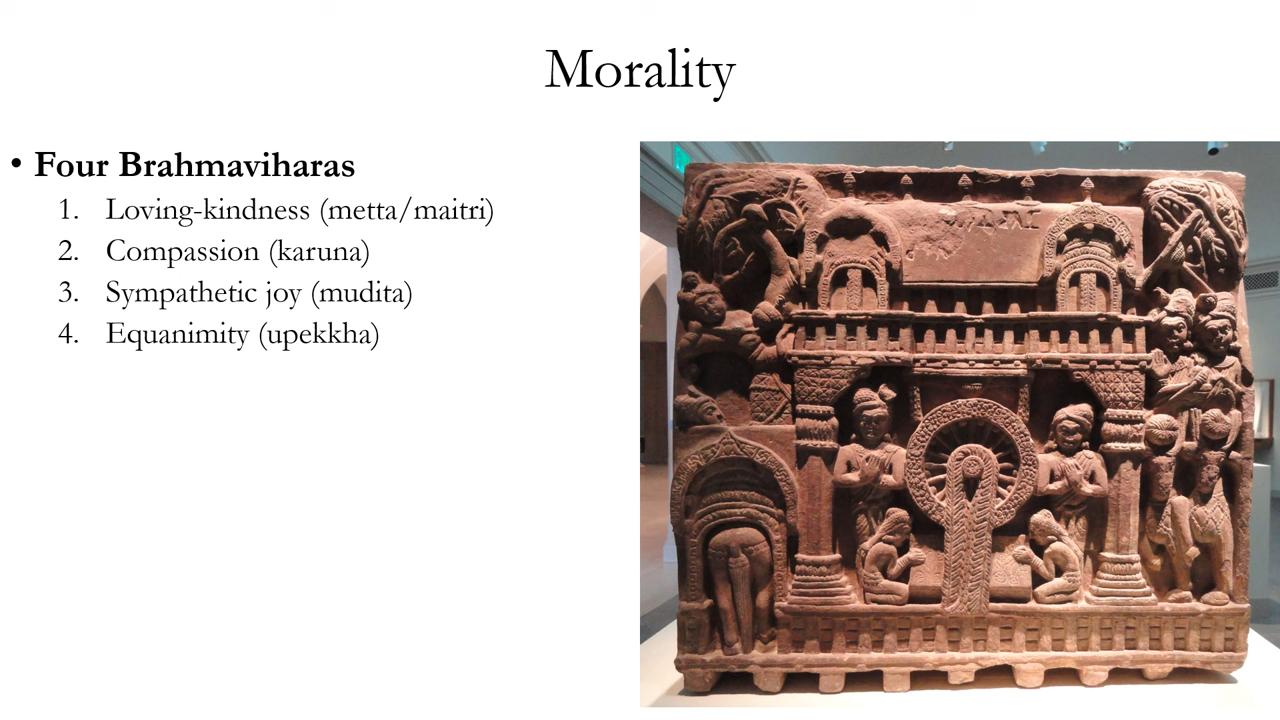 Morality
• Four Brahmaviharas
1. Loving-kindness (metta/maitri)
2. Compassion (karuna)
3. Sympathetic joy (mudita)
4. Equanimity (upekkha)